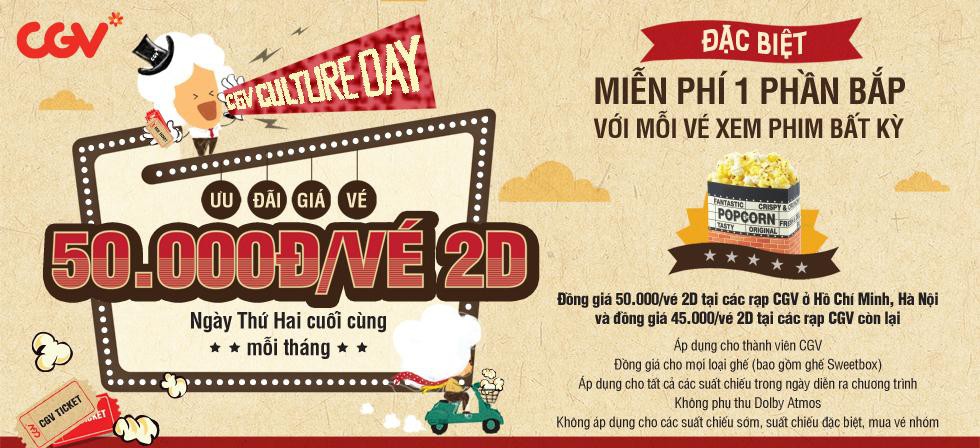 CGV
CGV
CGV CULTURE DAY
ƯU ĐÃI GIÁ VÉ
50.000Đ/VÉ 2D
Ngày Thứ Hai cuối cùng
mỗi tháng
CGV TICKET
TICKET
ĐẶC BIỆT
MIỄN PHÍ 1 PHẦN BẮP
VỚI MỖI VÉ XEM PHIM BẤT KỲ
FANTASTIC CRISPY &
POPCORN
TASTY ORIGINAL
Đồng giá 50.000/vé 2D tại các rạp CGV ở Hồ Chí Minh, Hà Nội
và đồng giá 45.000/vé 2D tại các rạp CGV còn lại
Áp dụng cho thành viên CGV
Đồng giá cho mọi loại ghế (bao gồm ghế Sweetbox)
Áp dụng cho tất cả các suất chiếu trong ngày diễn ra chương trình
Không phụ thu Dolby Atmos
Không áp dụng cho các suất chiếu sớm, suất chiếu đặc biệt, mua vé nhóm